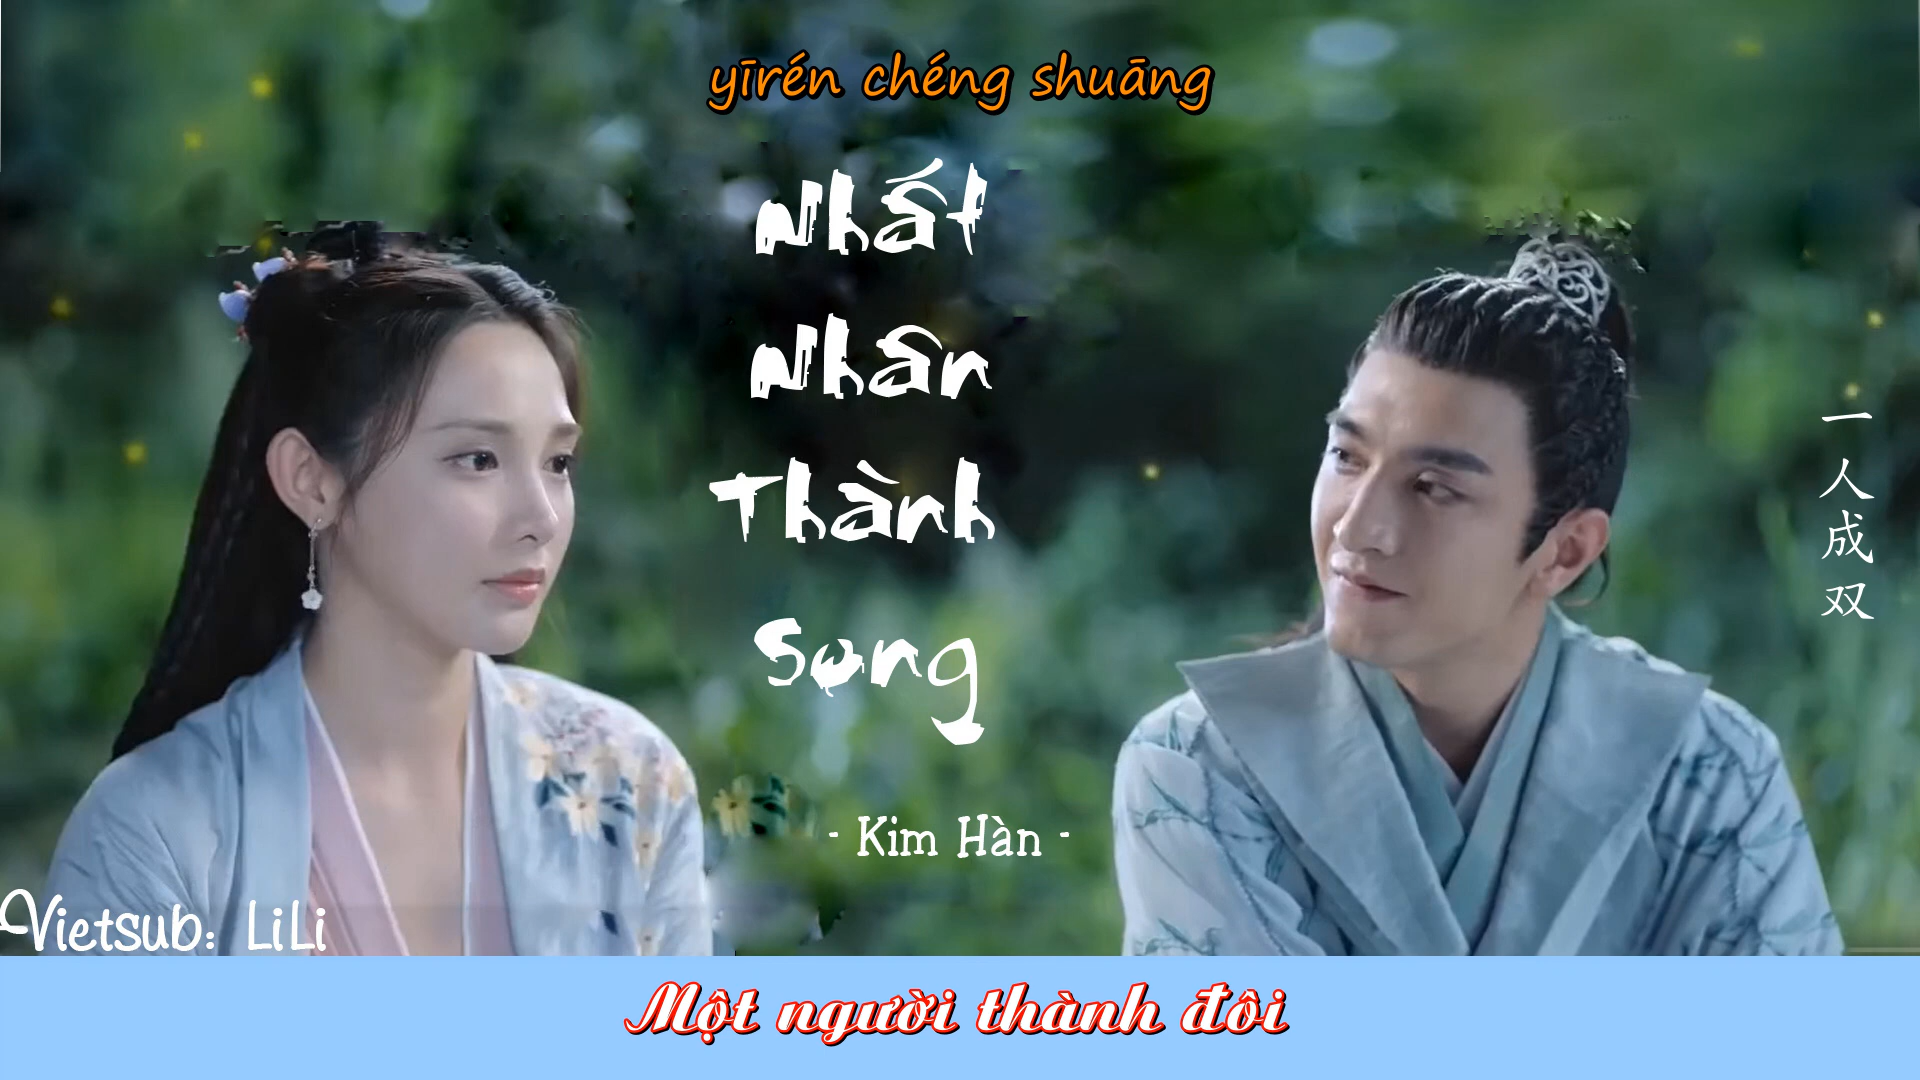 yīrén chéng shuāng
Nhất
Nhân
Thành
Song
- Kim Hàn -
一人成双
Vietsub: LiLi
Một người thành đôi